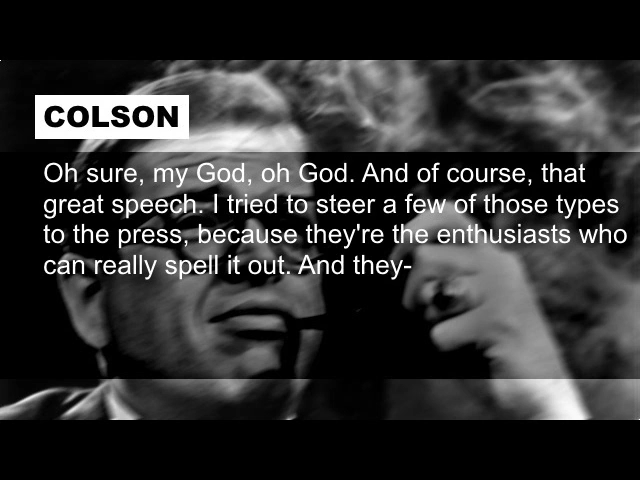 COLSON
Oh sure, my God, oh God. And of course, that
great speech. I tried to steer a few of those types
to the press, because they're the enthusiasts who
can really spell it out. And they-